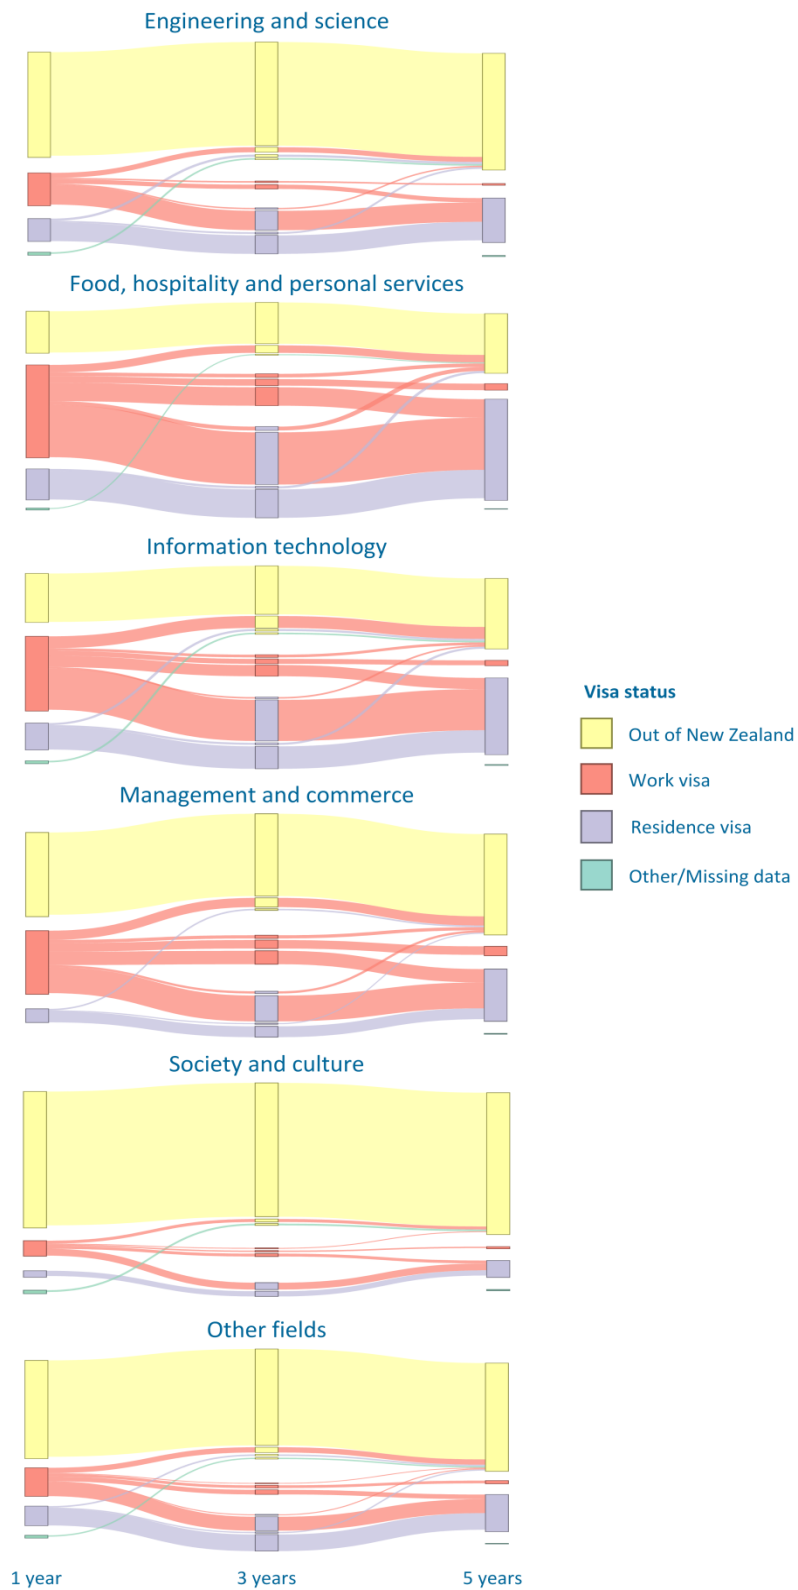 Engineering and science
Food, hospitality and personal services
Information technology
Visa status
Out of New Zealand
Work visa
Management and commerce
Residence visa
Other/Missing data
Society and culture
Other fields
1 year
3 years
5 years